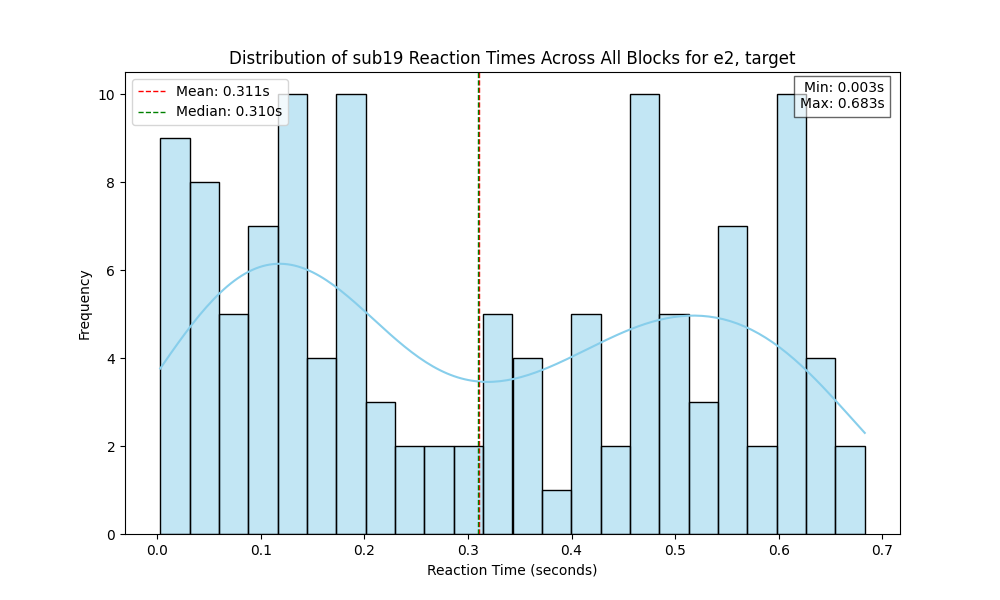 Distribution of sub19 Reaction Times Across All Blocks for e2, target
Mean: 0.311s
Median: 0.310s
Min: 0.003s
Max: 0.683s
10
8
6
4
2
0
Frequency
0.0 0.1 0.2 0.3 0.4 0.5 0.6 0.7
Reaction Time (seconds)